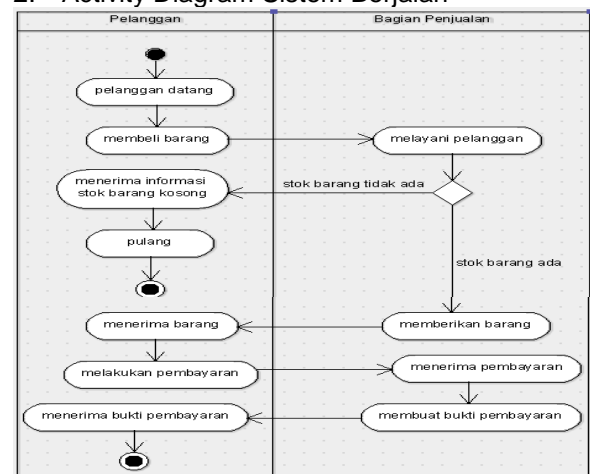 2. Activity Diagram Sistem Berjalan
Pelanggan
Bagian Penjualan
pelanggan datang
membeli barang
melayani pelanggan
menerima informasi
stok barang kosong
stok barang tidak ada
pulang
stok barang ada
menerima barang
memberikan barang
melakukan pembayaran
menerima pembayaran
menerima bukti pembayaran
membuat bukti pembayaran